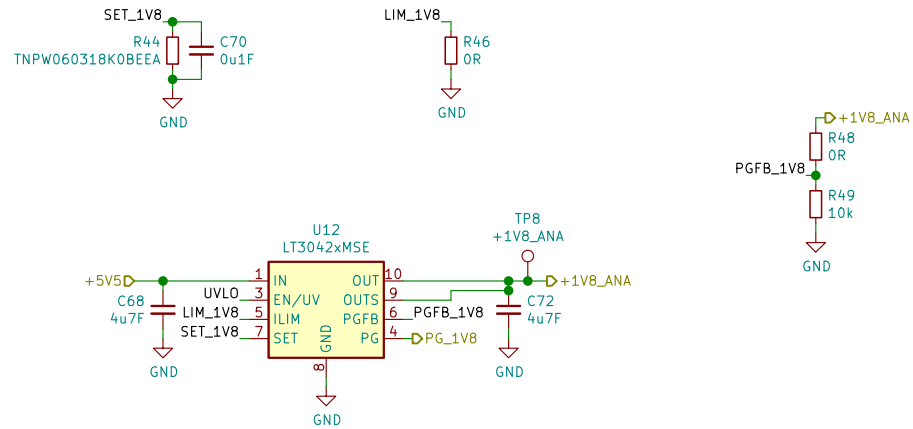 SET_1V8
R44
TNPW060318K0BEEA
C70
0u1F
GND
LIM_1V8
R46
0R
GND
+1V8_ANA
R48
0R
PGFB_1V8
R49
10k
GND
TP8
+1V8_ANA
U12
LT3042xMSE
+5V5
1 IN OUT 10
+1V8_ANA
UVLO 3 EN/UV OUTS 9
C68
4u7F
GND
LIM_1V8 5 ILIM PGFB 6 PGFB_1V8
SET_1V8 7 SET PG 4 PG_1V8
GND
8
GND
C72
4u7F
GND